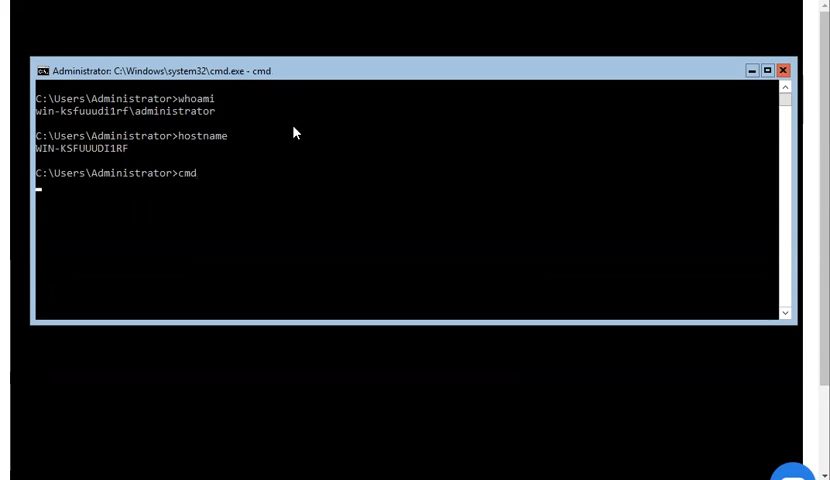 Administrator: C:\Windows\system32\cmd.exe - cmd
C:\Users\Administrator>whoami
win-ksfuuudi1rf\administrator
C:\Users\Administrator>hostname
WIN-KSFUUUDI1RF
C:\Users\Administrator>cmd